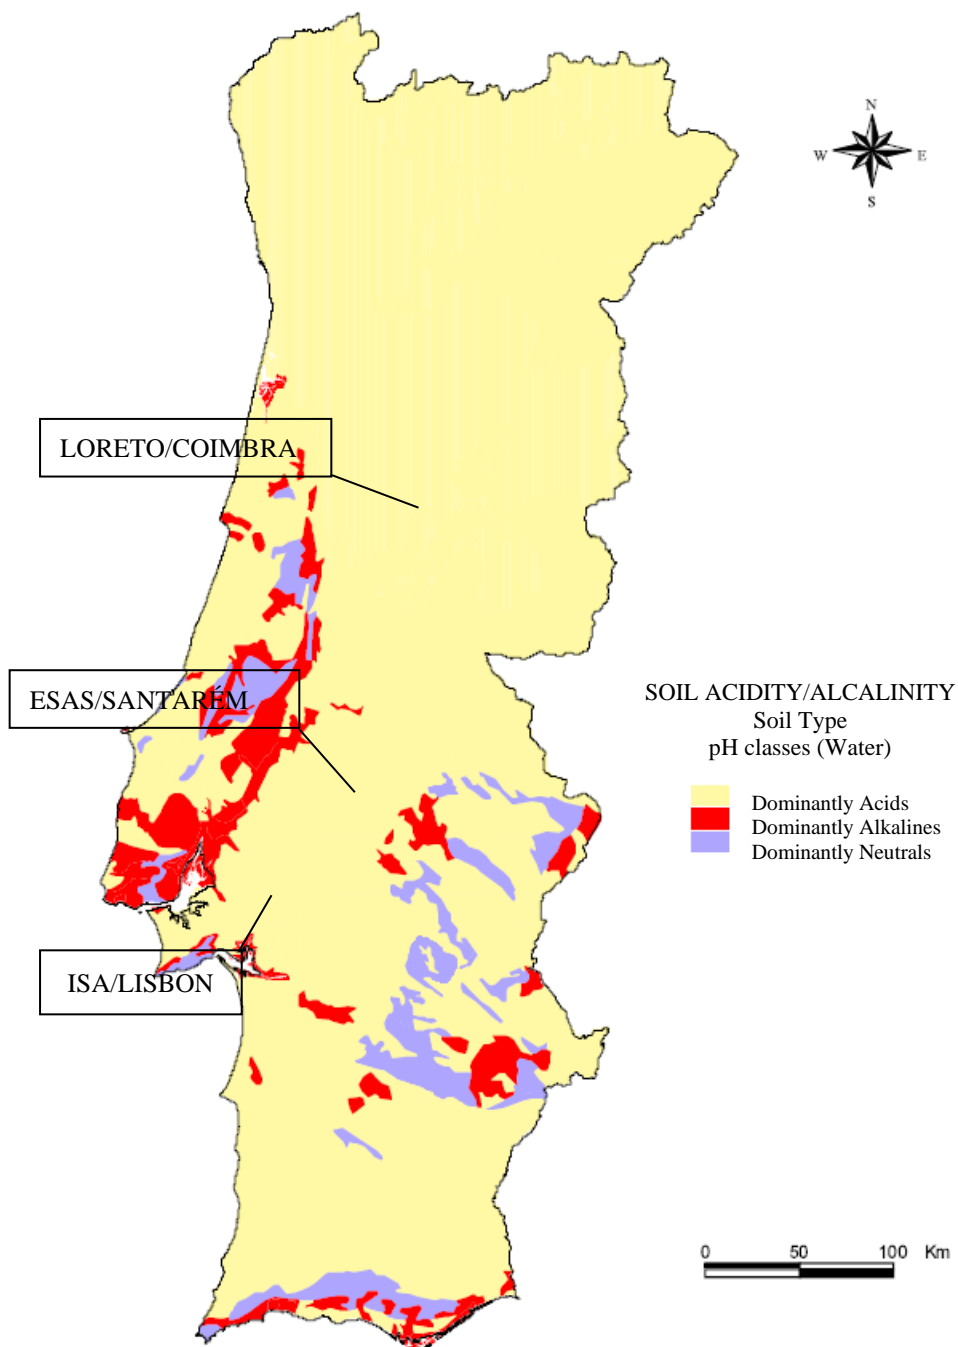 N
W E
S
LORETO/COIMBRA
ESAS/SANTARÉM
ISA/LISBON
SOIL ACIDITY/ALCALINITY
Soil Type
pH classes (Water)
Dominantly Acids
Dominantly Alkalines
Dominantly Neutrals
0 50 100 Km